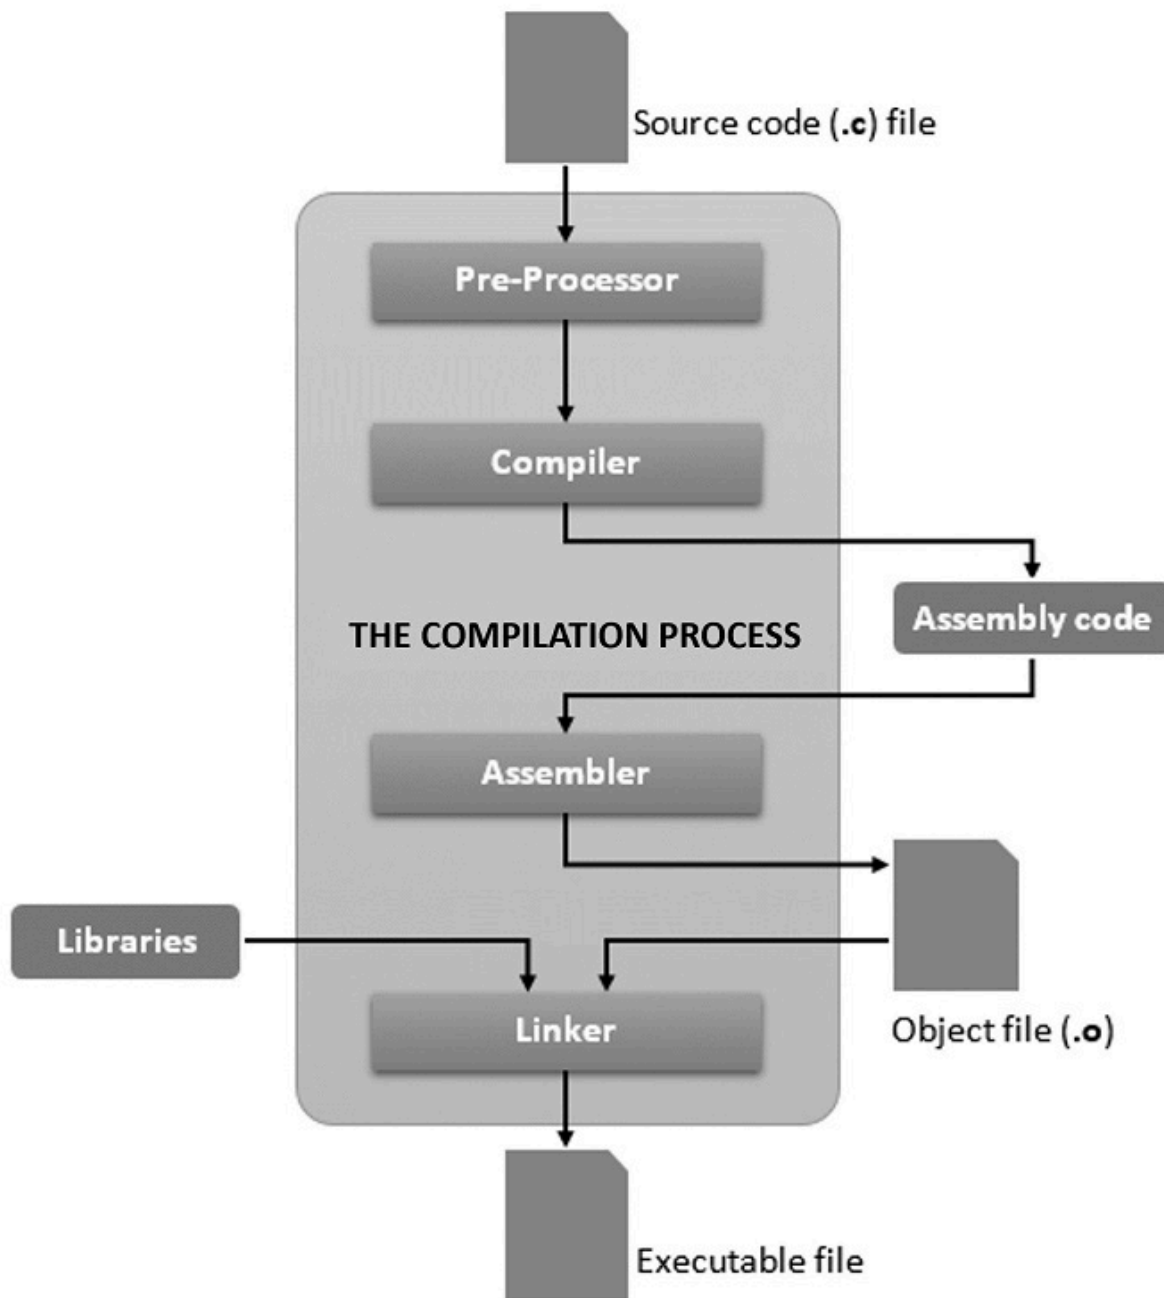 Source code (.c) file
Pre-Processor
Compiler
Assembly code
THE COMPILATION PROCESS
Assembler
Libraries
Linker
Object file (.o)
Executable file